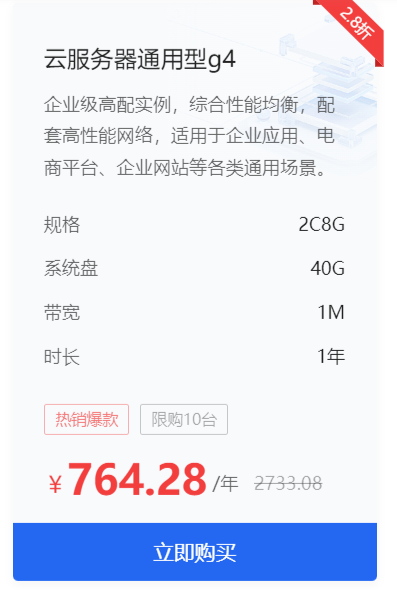 2.8折
云服务器通用型g4
企业级高配实例，综合性能均衡，配
套高性能网络，适用于企业应用、电
商平台、企业网站等各类通用场景。
规格 2C8G
系统盘 40G
带宽 1M
时长 1年
热销爆款 限购10台
￥764.28/年 2733.08
立即购买